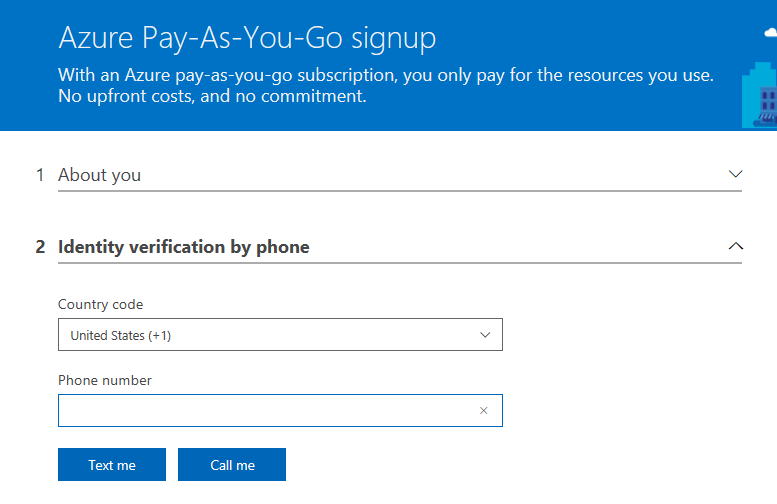 Azure Pay-As-You-Go signup
With an Azure pay-as-you-go subscription, you only pay for the resources you use.
No upfront costs, and no commitment.
1 About you
2 Identity verification by phone
Country code
United States (+1)
Phone number
Text me Call me